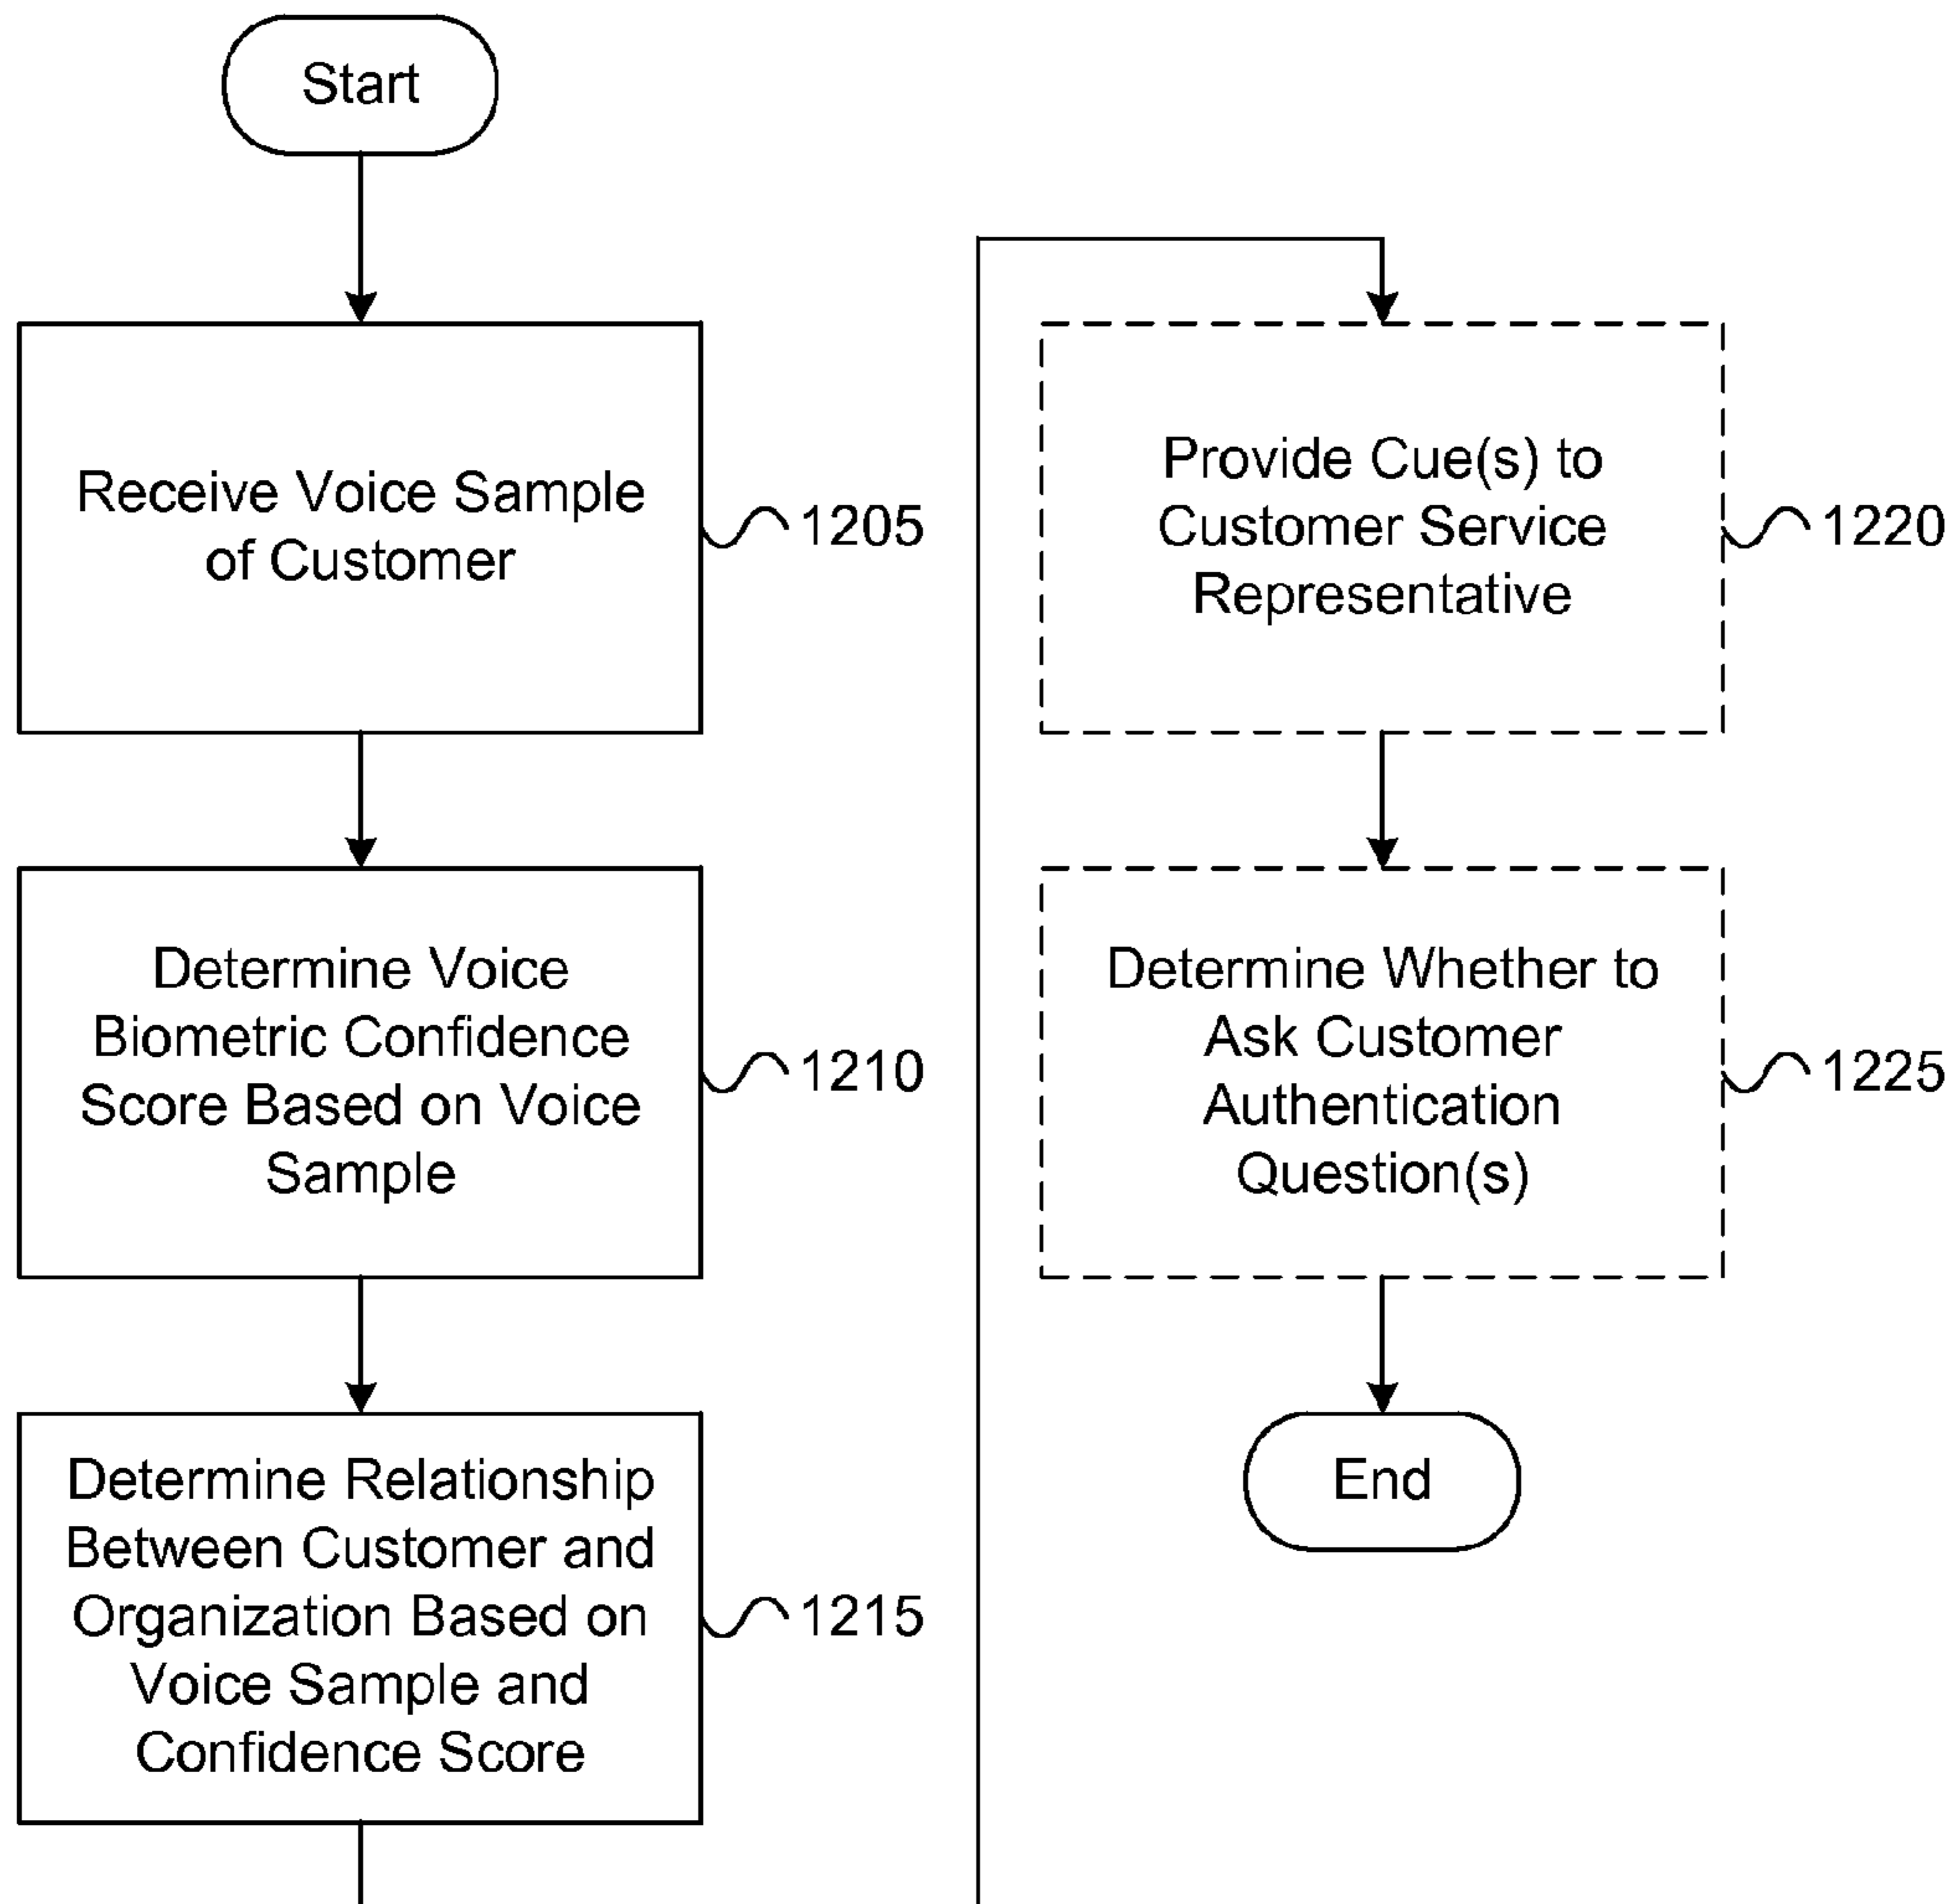 Start
Receive Voice Sample
of Customer
1205
Determine Voice
Biometric Confidence
Score Based on Voice
Sample
1210
Determine Relationship
Between Customer and
Organization Based on
Voice Sample and
Confidence Score
1215
Provide Cue(s) to
Customer Service
Representative
1220
Determine Whether to
Ask Customer
Authentication
Question(s)
1225
End